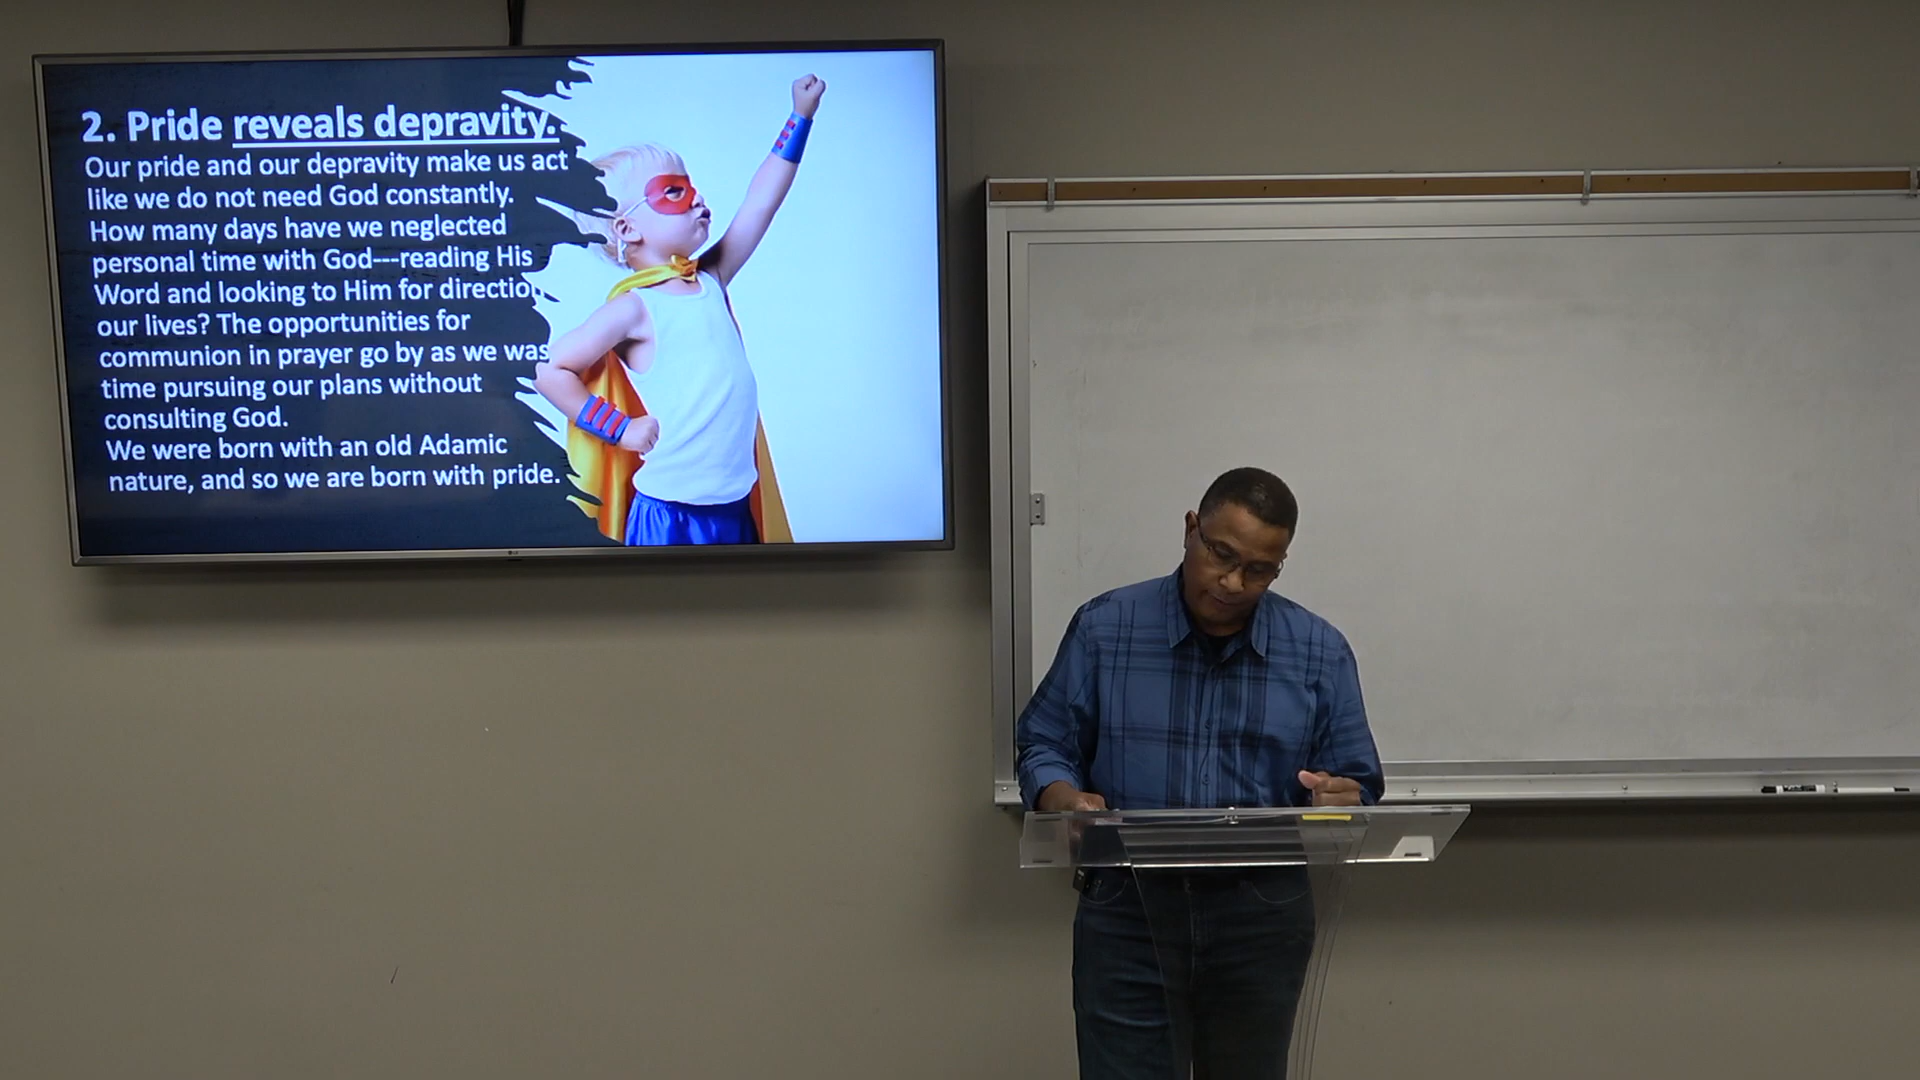 2. Pride reveals depravity.
Our pride and our depravity make us act
like we do not need God constantly.
How many days have we neglected
personal time with God---reading His
Word and looking to Him for direction
our lives? The opportunities for
communion in prayer go by as we was
time pursuing our plans without
consulting God.
We were born with an old Adamic
nature, and so we are born with pride.
LG